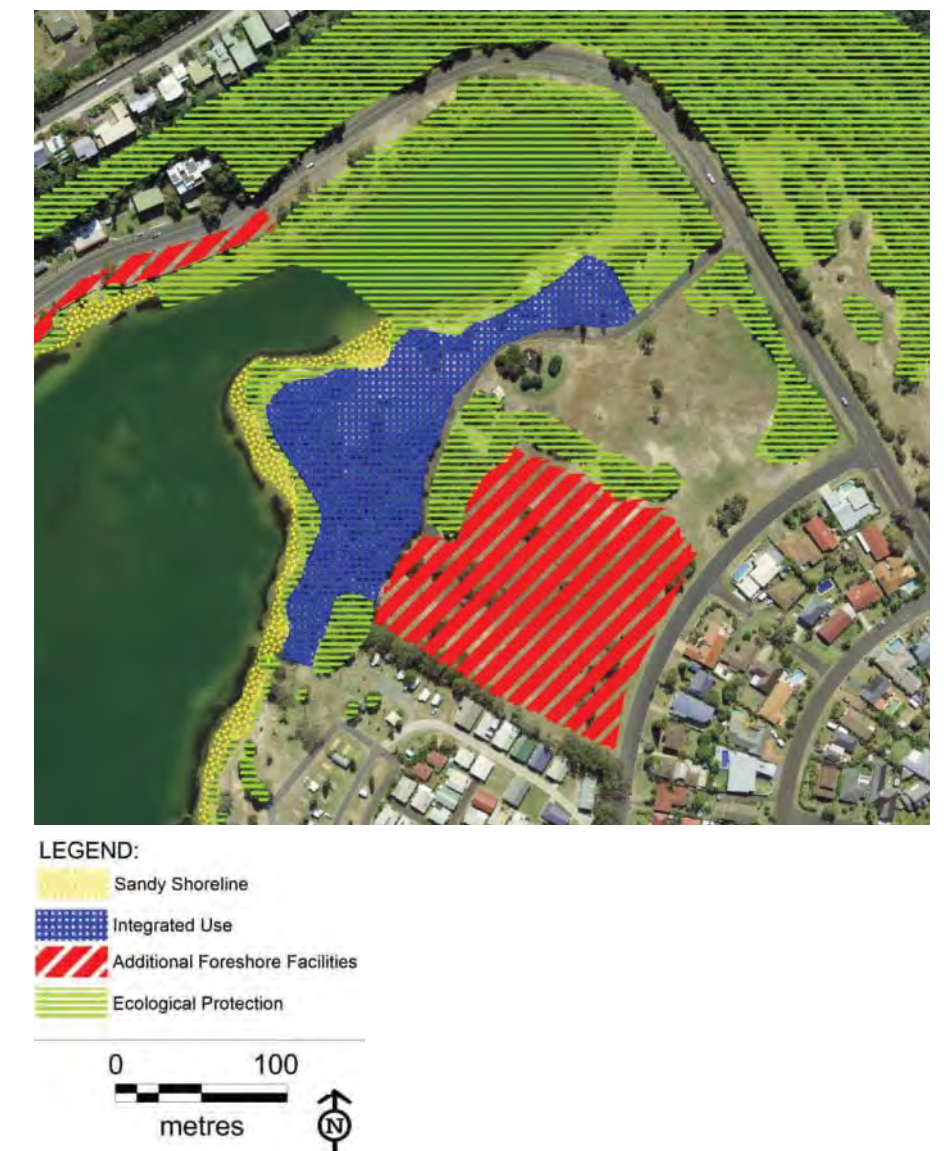 LEGEND:
Sandy Shoreline
Integrated Use
Additional Foreshore Facilities
Ecological Protection
0 100
metres
N